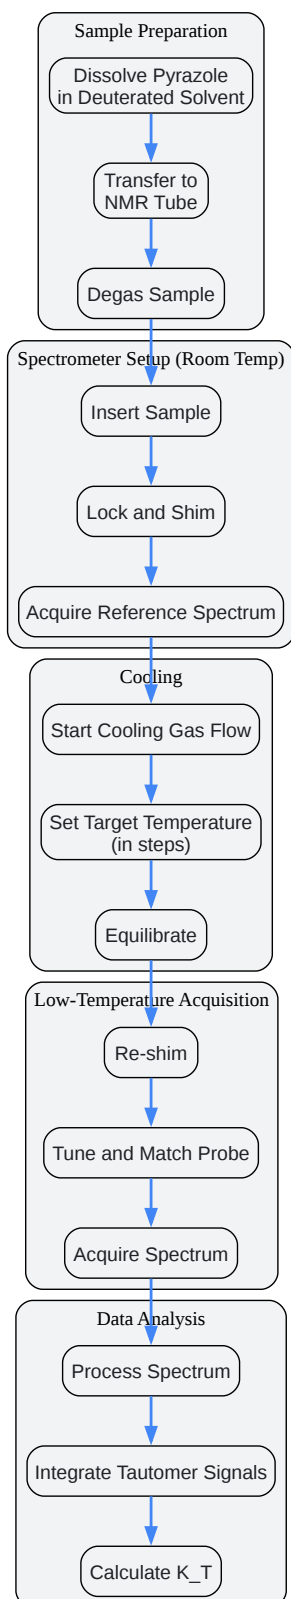 Sample Preparation
Dissolve Pyrazole
in Deuterated Solvent
Transfer to
NMR Tube
Degas Sample
Spectrometer Setup (Room Temp)
Insert Sample
Lock and Shim
Acquire Reference Spectrum
Cooling
Start Cooling Gas Flow
Set Target Temperature
(in steps)
Equilibrate
Low-Temperature Acquisition
Re-shim
Tune and Match Probe
Acquire Spectrum
Data Analysis
Process Spectrum
Integrate Tautomer Signals
Calculate K_T